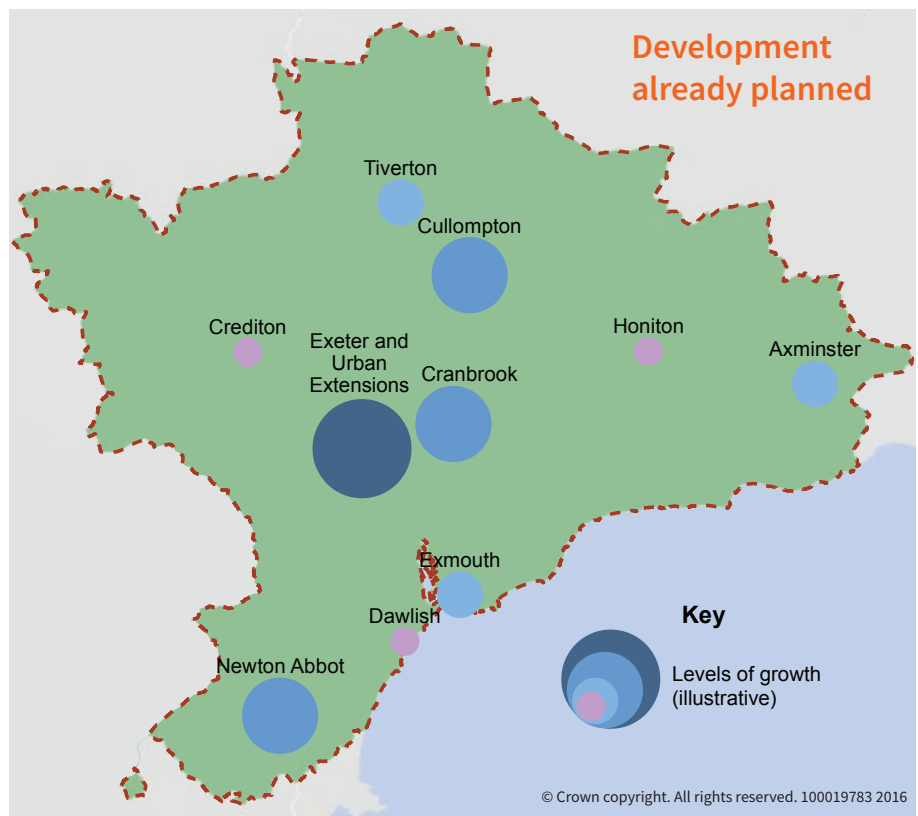 Development
already planned
Tiverton
Cullompton
Crediton
Exeter and
Urban
Extensions
Cranbrook
Honiton
Axminster
Exmouth
Dawlish
Newton Abbot
Key
Levels of growth
(illustrative)
© Crown copyright. All rights reserved. 100019783 2016